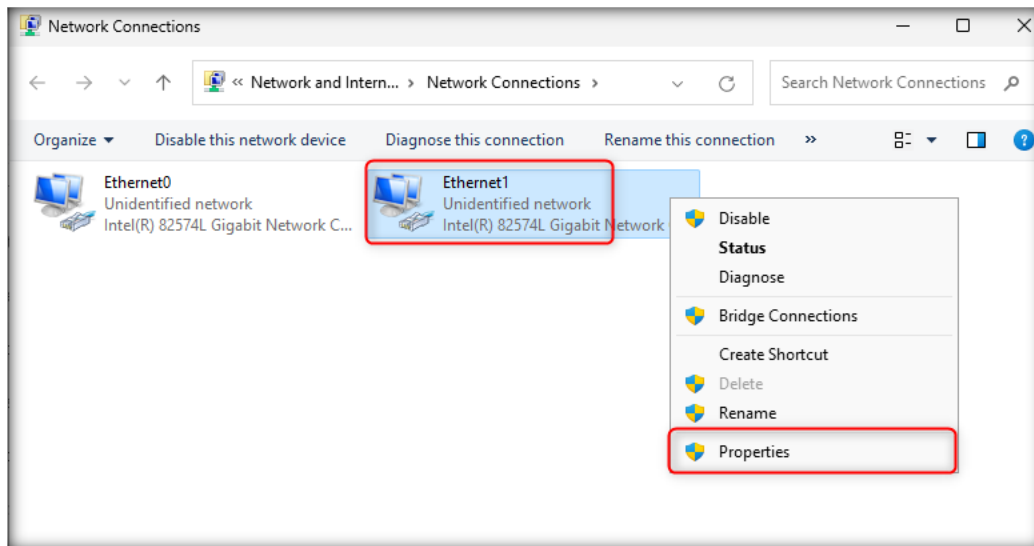 Network Connections
« Network and Intern... › Network Connections ›
Search Network Connections
Organize Disable this network device Diagnose this connection Rename this connection »
Ethernet0
Unidentified network
Intel(R) 82574L Gigabit Network C...
Ethernet1
Unidentified network
Intel(R) 82574L Gigabit Network
Disable
Status
Diagnose
Bridge Connections
Create Shortcut
Delete
Rename
Properties